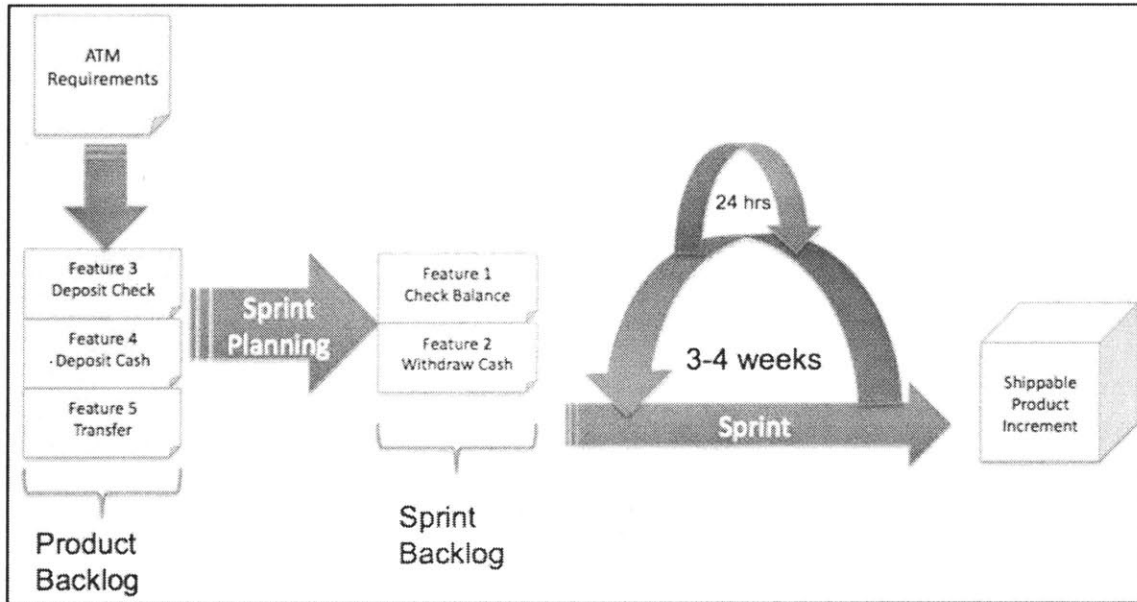 ATM
Requirements
Feature 3
Deposit Check
Feature 4
Deposit Cash
Feature 5
Transfer
Product
Backlog
Sprint
Planning
Feature 1
Check Balance
Feature 2
Withdraw Cash
Sprint
Backlog
24 hrs
3-4 weeks
Sprint
Shippable
Product
Increment